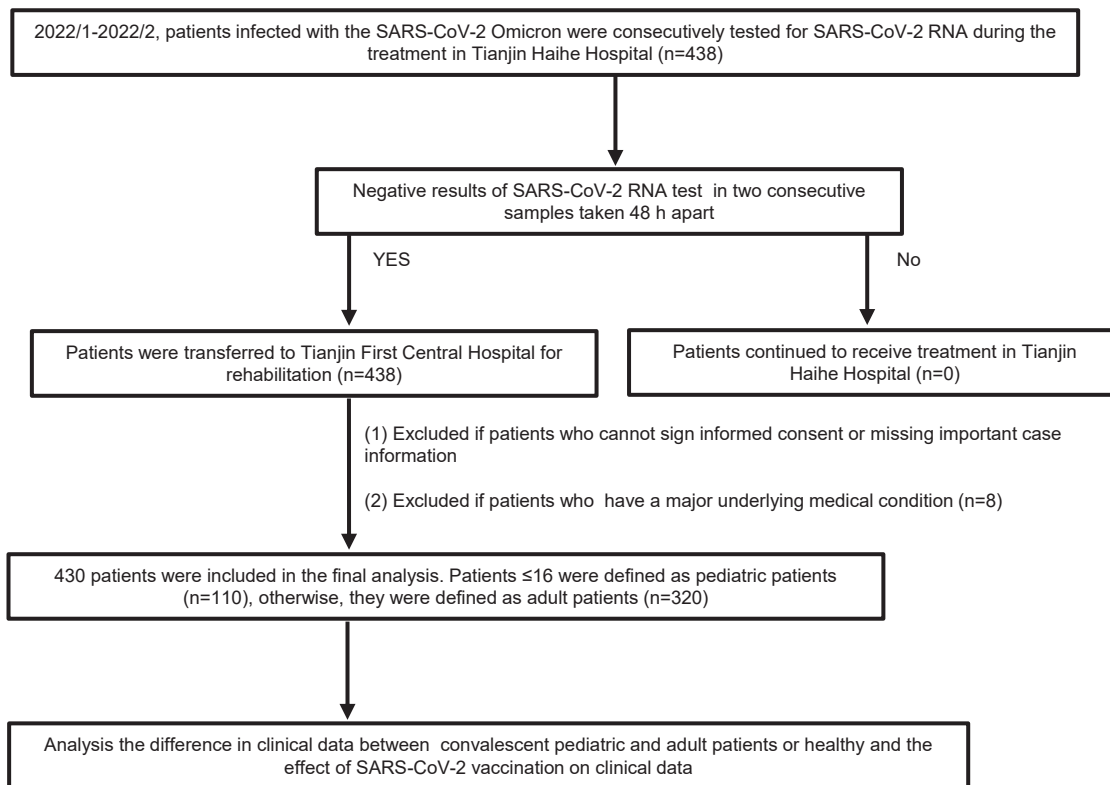 2022/1-2022/2, patients infected with the SARS-CoV-2 Omicron were consecutively tested for SARS-CoV-2 RNA during the
treatment in Tianjin Haihe Hospital (n=438)
Negative results of SARS-CoV-2 RNA test in two consecutive
samples taken 48 h apart
YES
No
Patients were transferred to Tianjin First Central Hospital for
rehabilitation (n=438)
Patients continued to receive treatment in Tianjin
Haihe Hospital (n=0)
(1) Excluded if patients who cannot sign informed consent or missing important case
information
(2) Excluded if patients who have a major underlying medical condition (n=8)
430 patients were included in the final analysis. Patients ≤16 were defined as pediatric patients
(n=110), otherwise, they were defined as adult patients (n=320)
Analysis the difference in clinical data between convalescent pediatric and adult patients or healthy and the
effect of SARS-CoV-2 vaccination on clinical data